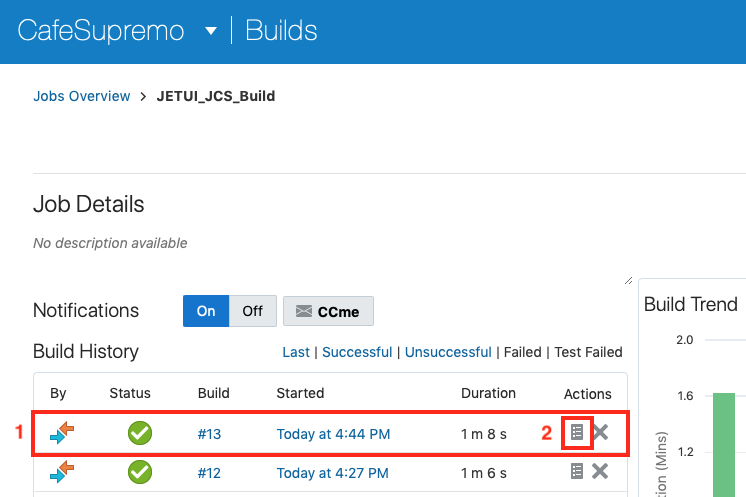 CafeSupremo Builds
Jobs Overview > JETUI_JCS_Build
Job Details
No description available
Notifications On Off CCme
Build History Last | Successful | Unsuccessful | Failed | Test Failed
By Status Build Started Duration Actions
1 #13 Today at 4:44 PM 1 m 8 s 2
#12 Today at 4:27 PM 1 m 6 s
Build Trend
2.0
1.6
1.2
tion (Mins)